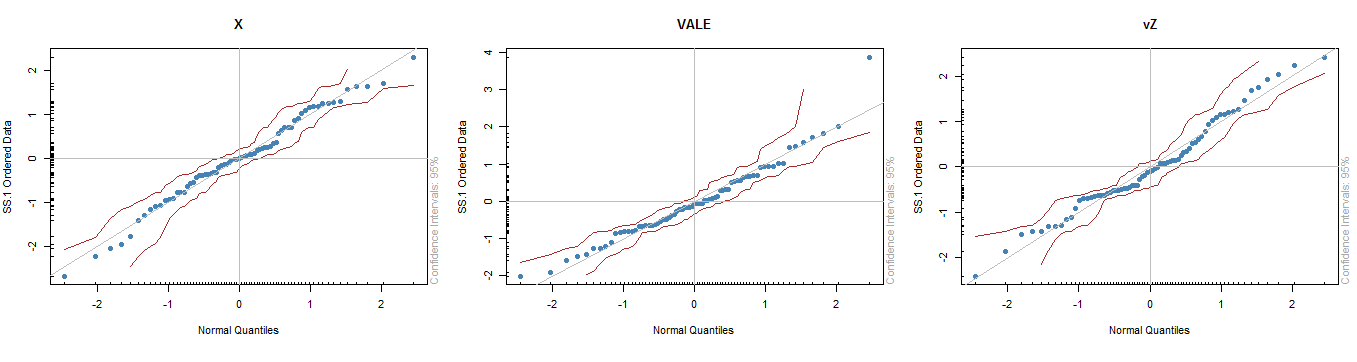 X
2
1
0
-1
-2
SS.1 Ordered Data
-2
-1
0
1
2
Normal Quantiles
Confidence Intervals: 95%
VALE
4
3
2
1
0
-1
-2
SS.1 Ordered Data
-2
-1
0
1
2
Normal Quantiles
Confidence Intervals: 95%
vZ
2
1
0
-1
-2
SS.1 Ordered Data
-2
-1
0
1
2
Normal Quantiles
Confidence Intervals: 95%